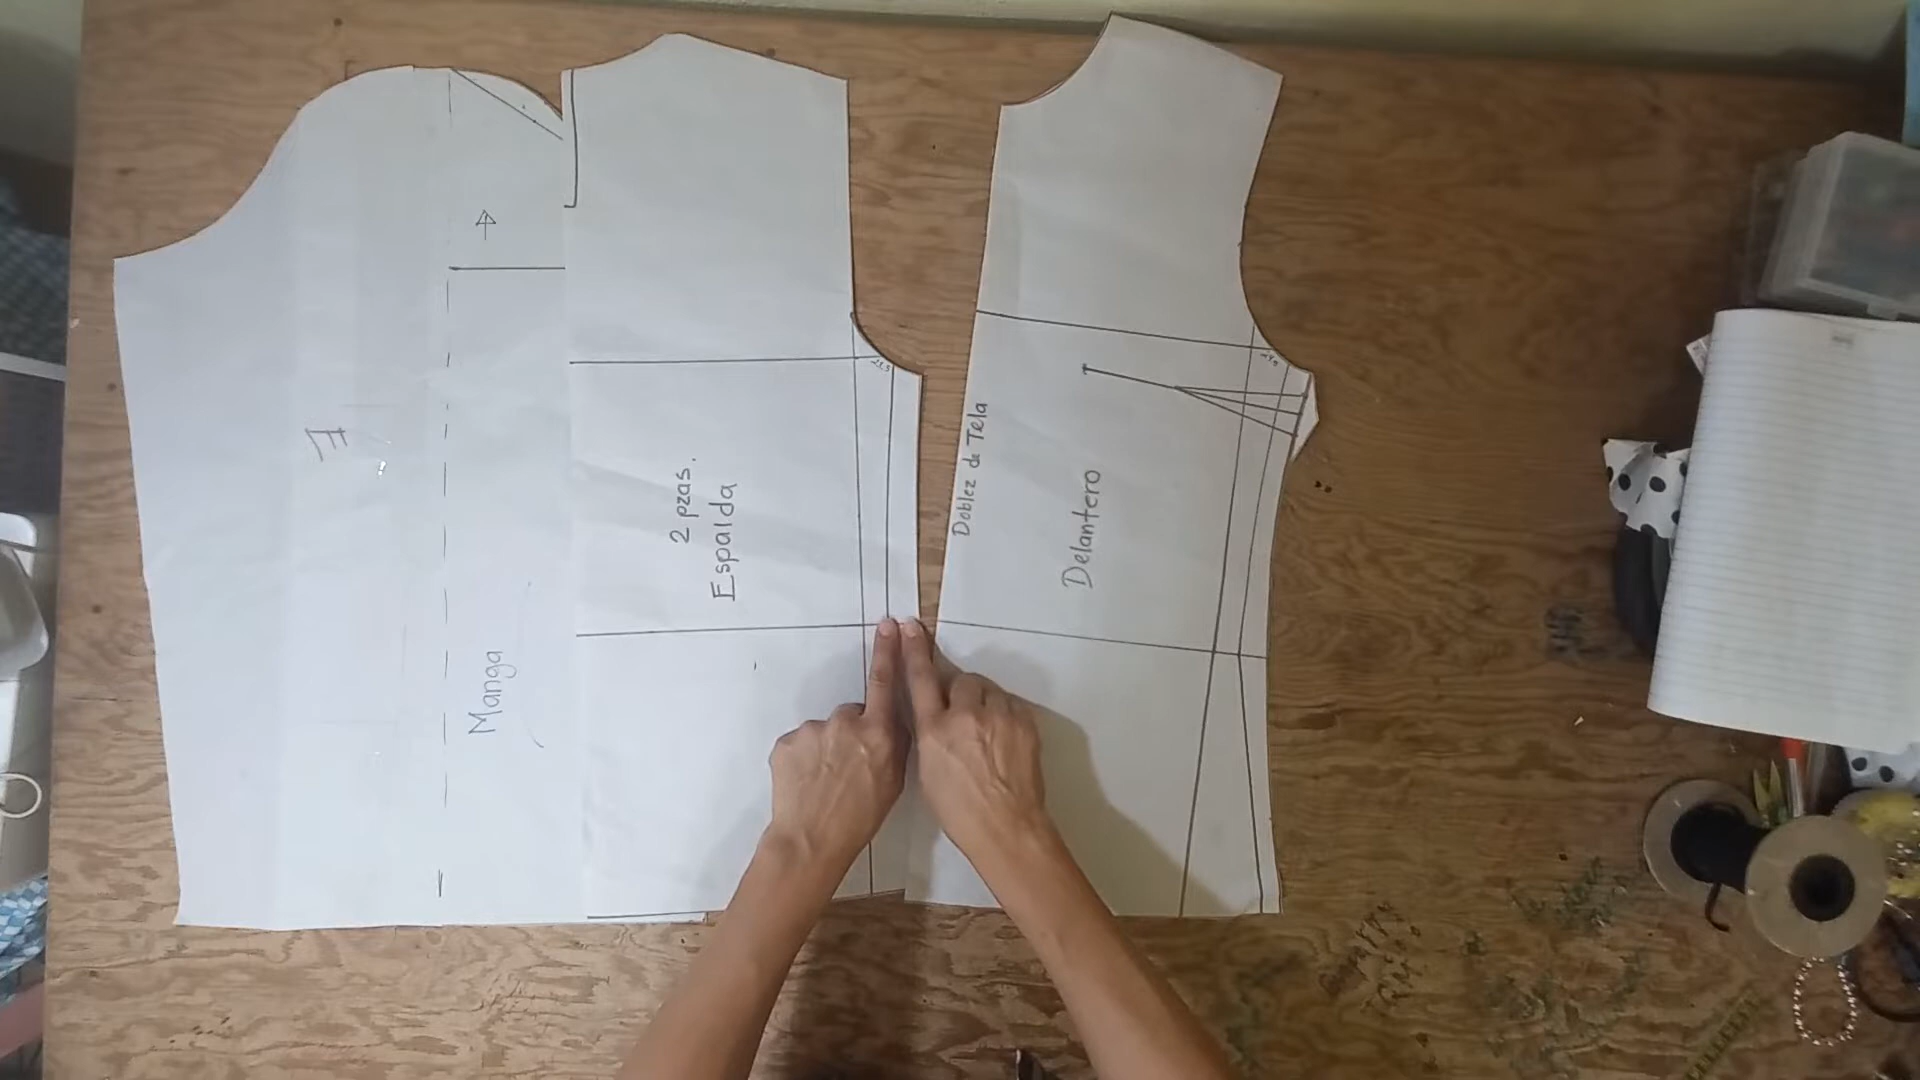 E
Manga
2 pzas.
Espalda
Doblez de Tela
Delantero